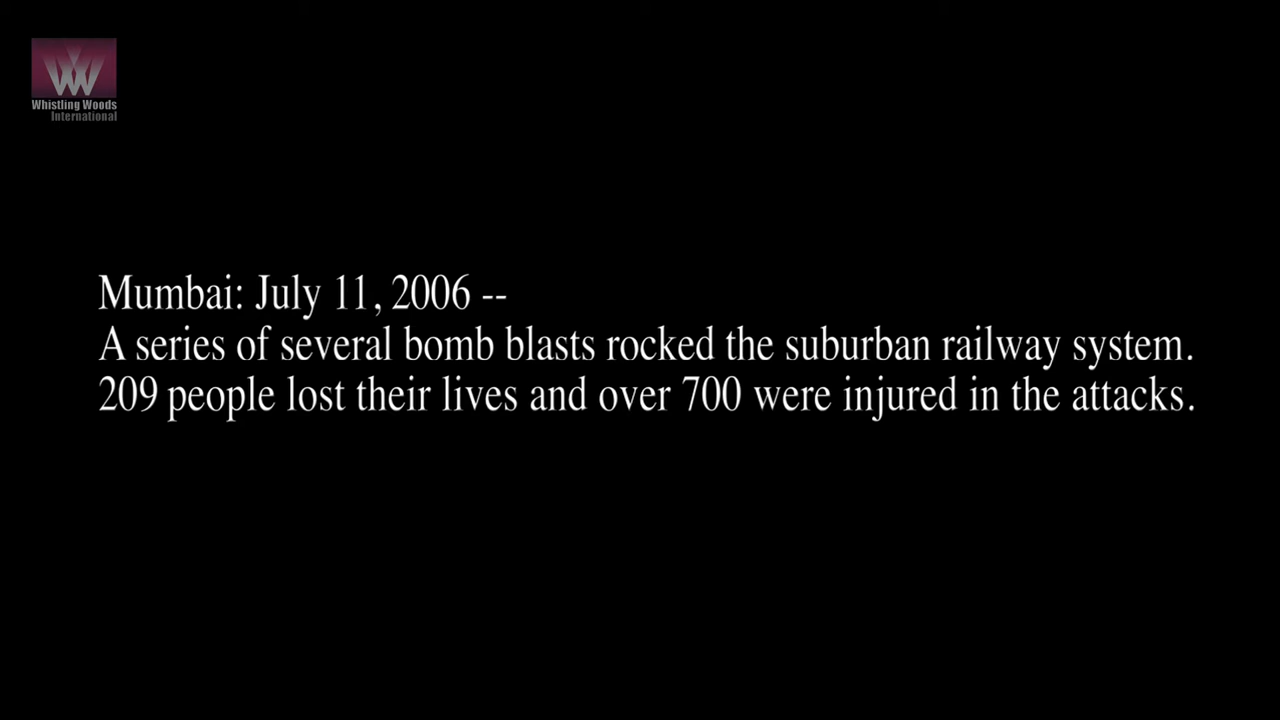 Whistling Woods
International
Mumbai: July 11, 2006 --
A series of several bomb blasts rocked the suburban railway system.
209 people lost their lives and over 700 were injured in the attacks.